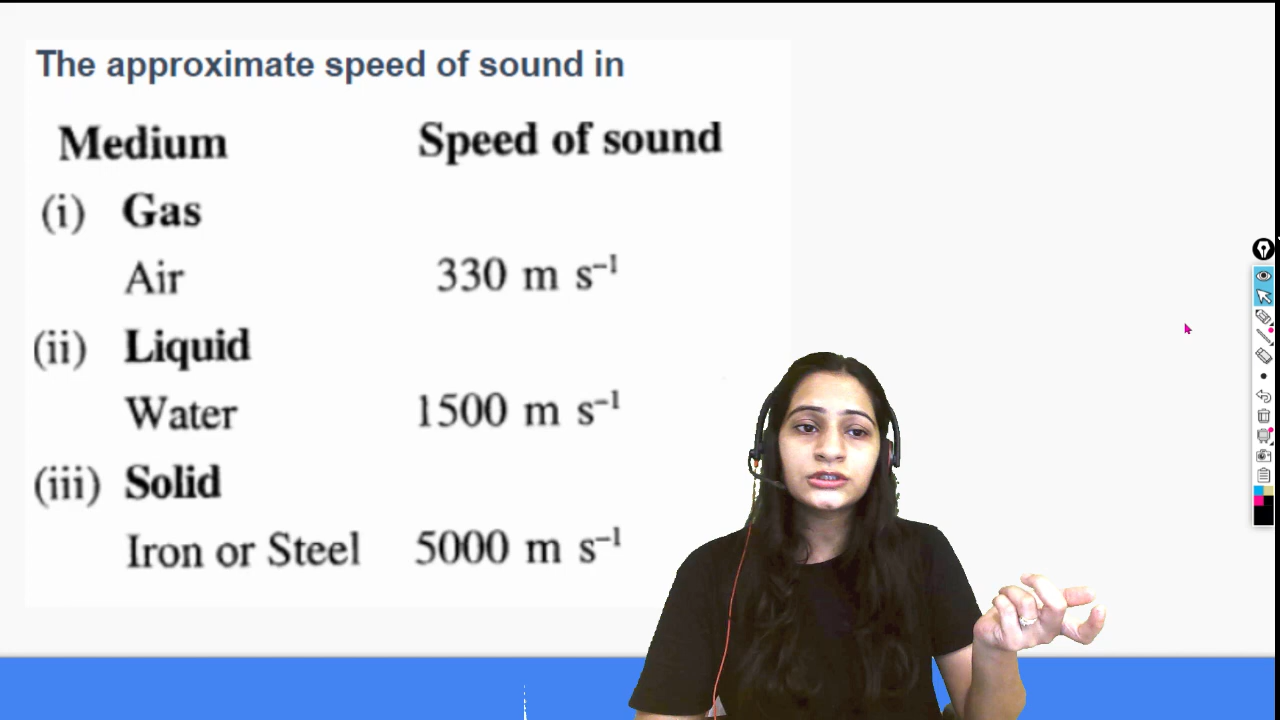 The approximate speed of sound in
Medium Speed of sound
(i) Gas
Air 330 m s⁻¹
(ii) Liquid
Water 1500 m s⁻¹
(iii) Solid
Iron or Steel 5000 m s⁻¹